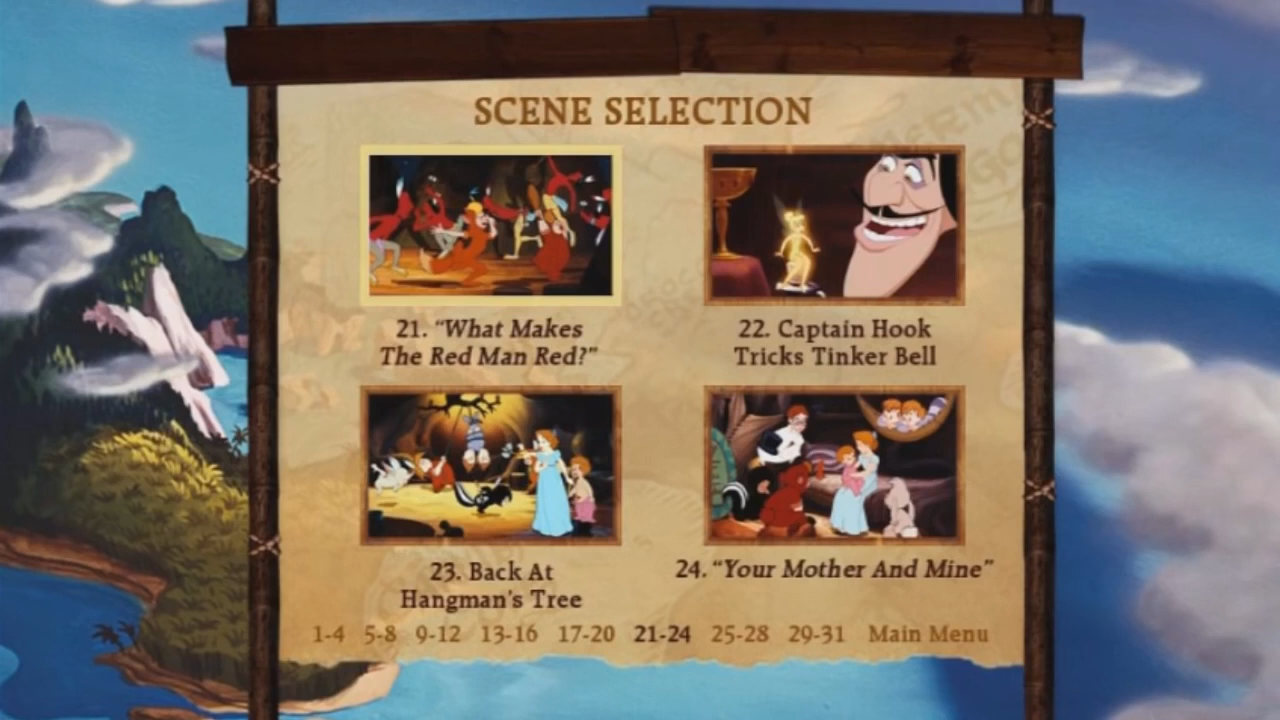 SCENE SELECTION
21. “What Makes
The Red Man Red?”
22. Captain Hook
Tricks Tinker Bell
23. Back At
Hangman's Tree
24. “Your Mother And Mine”
1-4 5-8 9-12 13-16 17-20 21-24 25-28 29-31 Main Menu